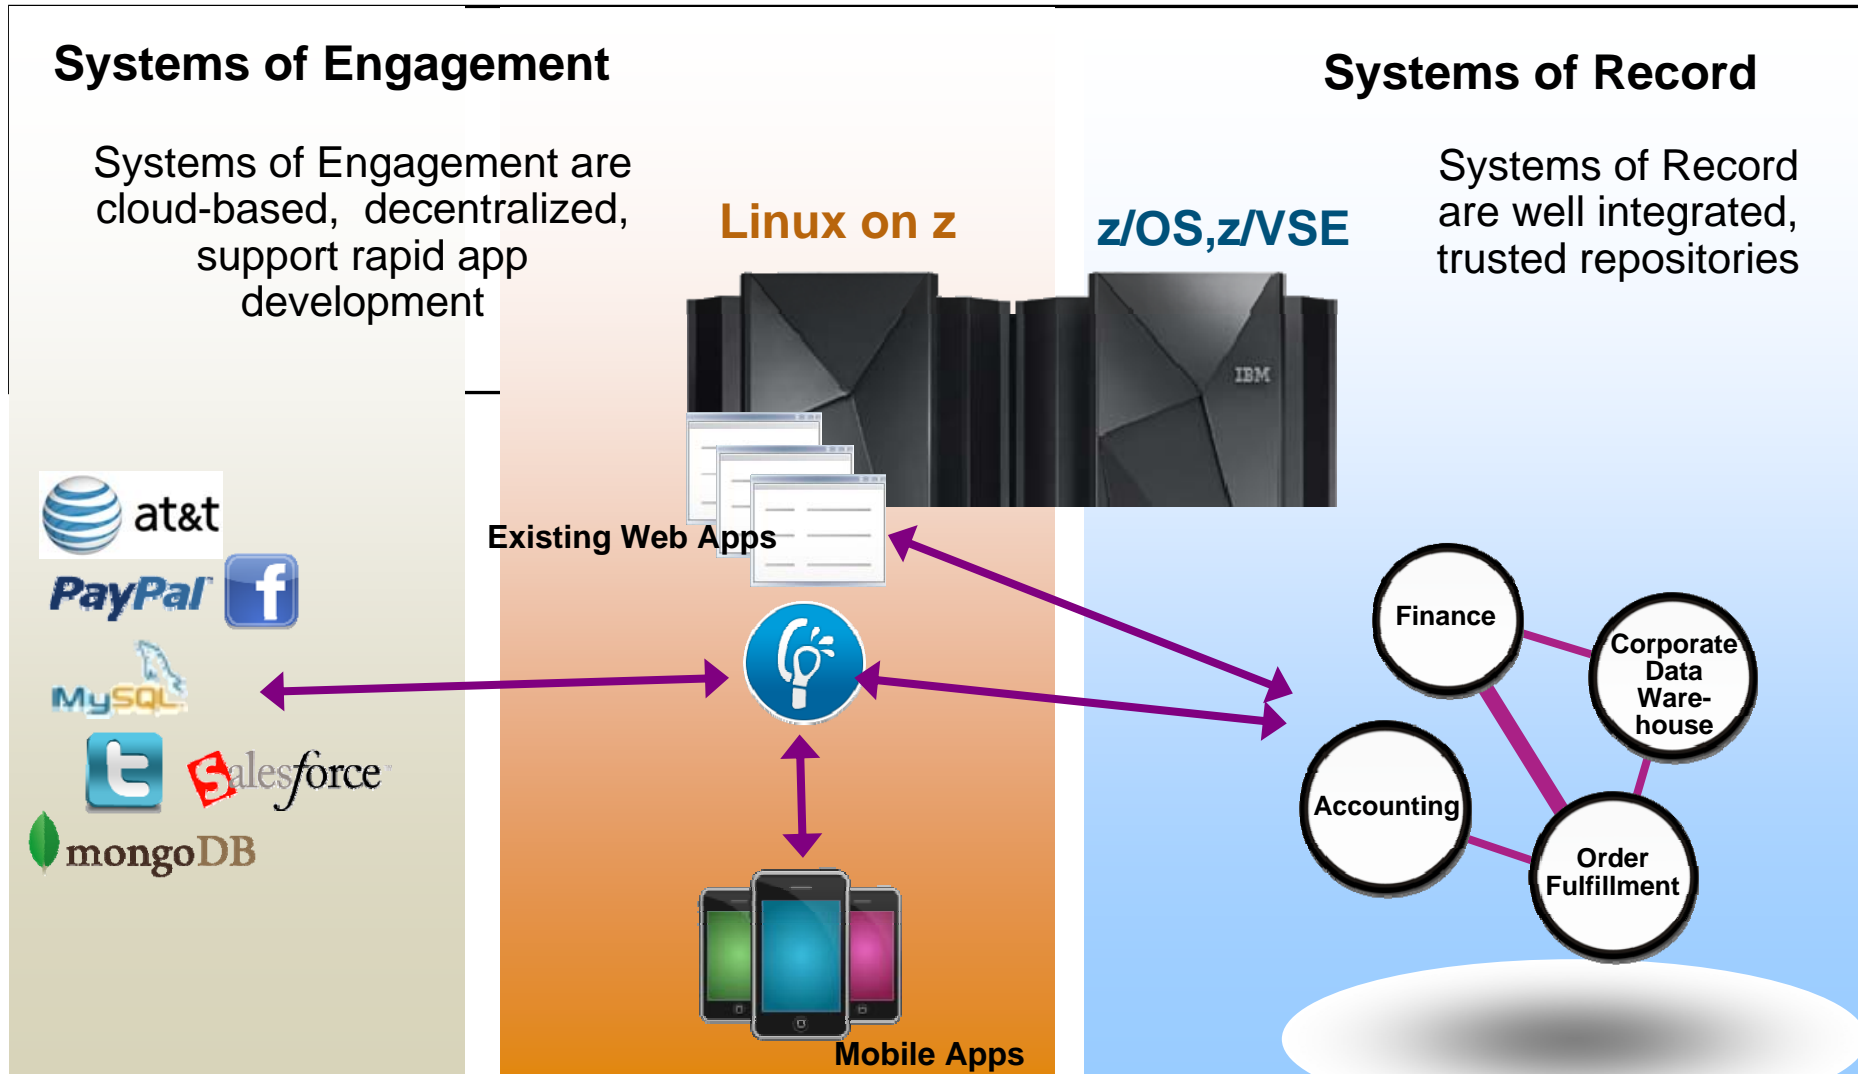 Systems of Engagement
Systems of Engagement are
cloud-based,  decentralized,
support rapid app
development
Linux on z
z/OS,z/VSE
Systems of Record
Systems of Record
are well integrated,
trusted repositories
IBM
at&t
PayPal
f
MySQL
t
salesforce
mongoDB
Existing Web Apps
Mobile Apps
Finance
Corporate
Data
Ware-
house
Accounting
Order
Fulfillment